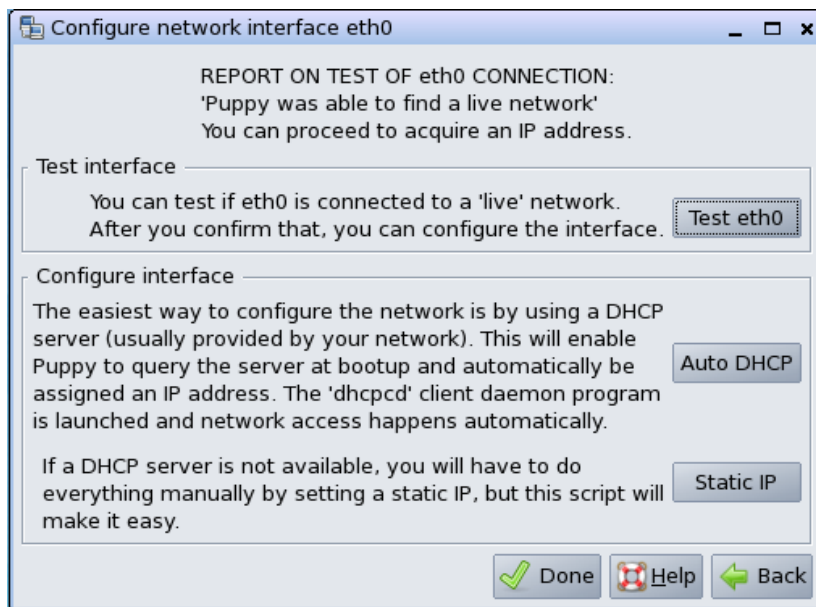 Configure network interface eth0
REPORT ON TEST OF eth0 CONNECTION:
'Puppy was able to find a live network'
You can proceed to acquire an IP address.
Test interface
You can test if eth0 is connected to a 'live' network.
After you confirm that, you can configure the interface.
Test eth0
Configure interface
The easiest way to configure the network is by using a DHCP
server (usually provided by your network). This will enable
Puppy to query the server at bootup and automatically be
assigned an IP address. The 'dhcpcd' client daemon program
is launched and network access happens automatically.
Auto DHCP
If a DHCP server is not available, you will have to do
everything manually by setting a static IP, but this script will
make it easy.
Static IP
Done
Help
Back